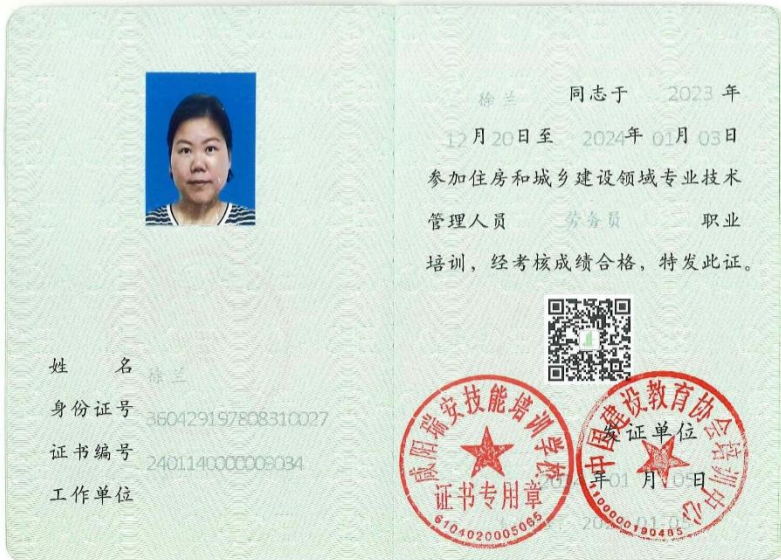 姓名 徐兰
身份证号 360429197808310027
证书编号 2401140000009034
工作单位
徐兰 同志于 2023 年
12 月 20 日至 2024 年 01 月 03 日
参加住房和城乡建设领域专业技术
管理人员 劳务员 职业
培训，经考核成绩合格，特发此证。
咸阳瑞安技能培训学校
证书专用章
6104020005065
中国建设教育协会培训中心
1100000190485
发证单位
年 01 月 05 日